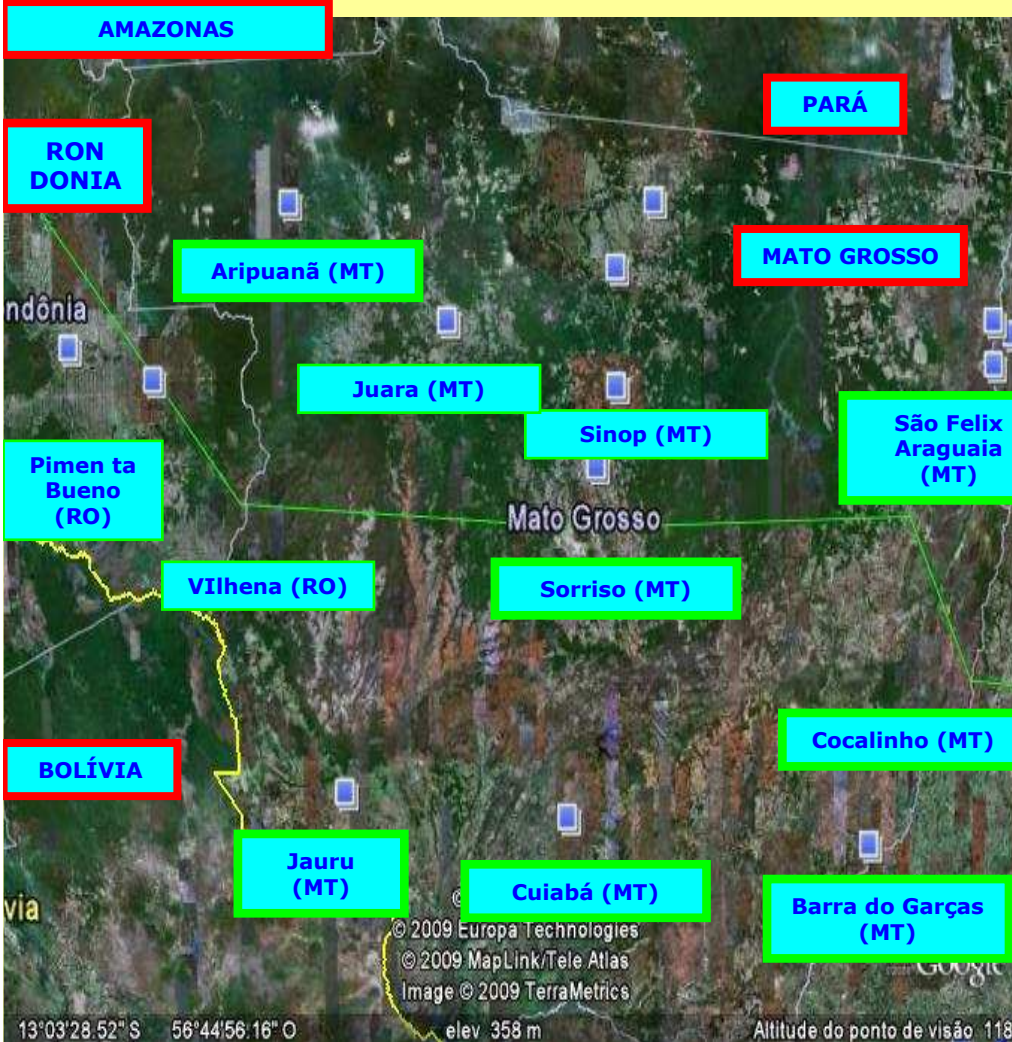 AMAZONAS
PARÁ
RON
DONIA
MATO GROSSO
Aripuanã (MT)
ndônia
Juara (MT)
Sinop (MT)
São Felix
Araguaia
(MT)
Pimen ta
Bueno
(RO)
Mato Grosso
VIlhena (RO)
Sorriso (MT)
Cocalinho (MT)
BOLÍVIA
Jauru
(MT)
Cuiabá (MT)
Barra do Garças
(MT)
via
©
© 2009 Europa Technologies
© 2009 MapLink/Tele Atlas
Image © 2009 TerraMetrics
Google
13°03'28.52" S 56°44'56.16" O elev 358 m Altitude do ponto de visão 118